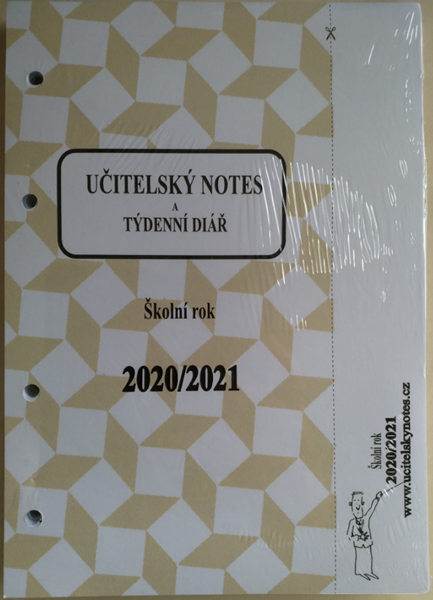 UČITELSKÝ NOTES
A
TÝDENNÍ DIÁŘ
Školní rok
2020/2021
Školní rok
2020/2021
www.ucitelskynotes.cz